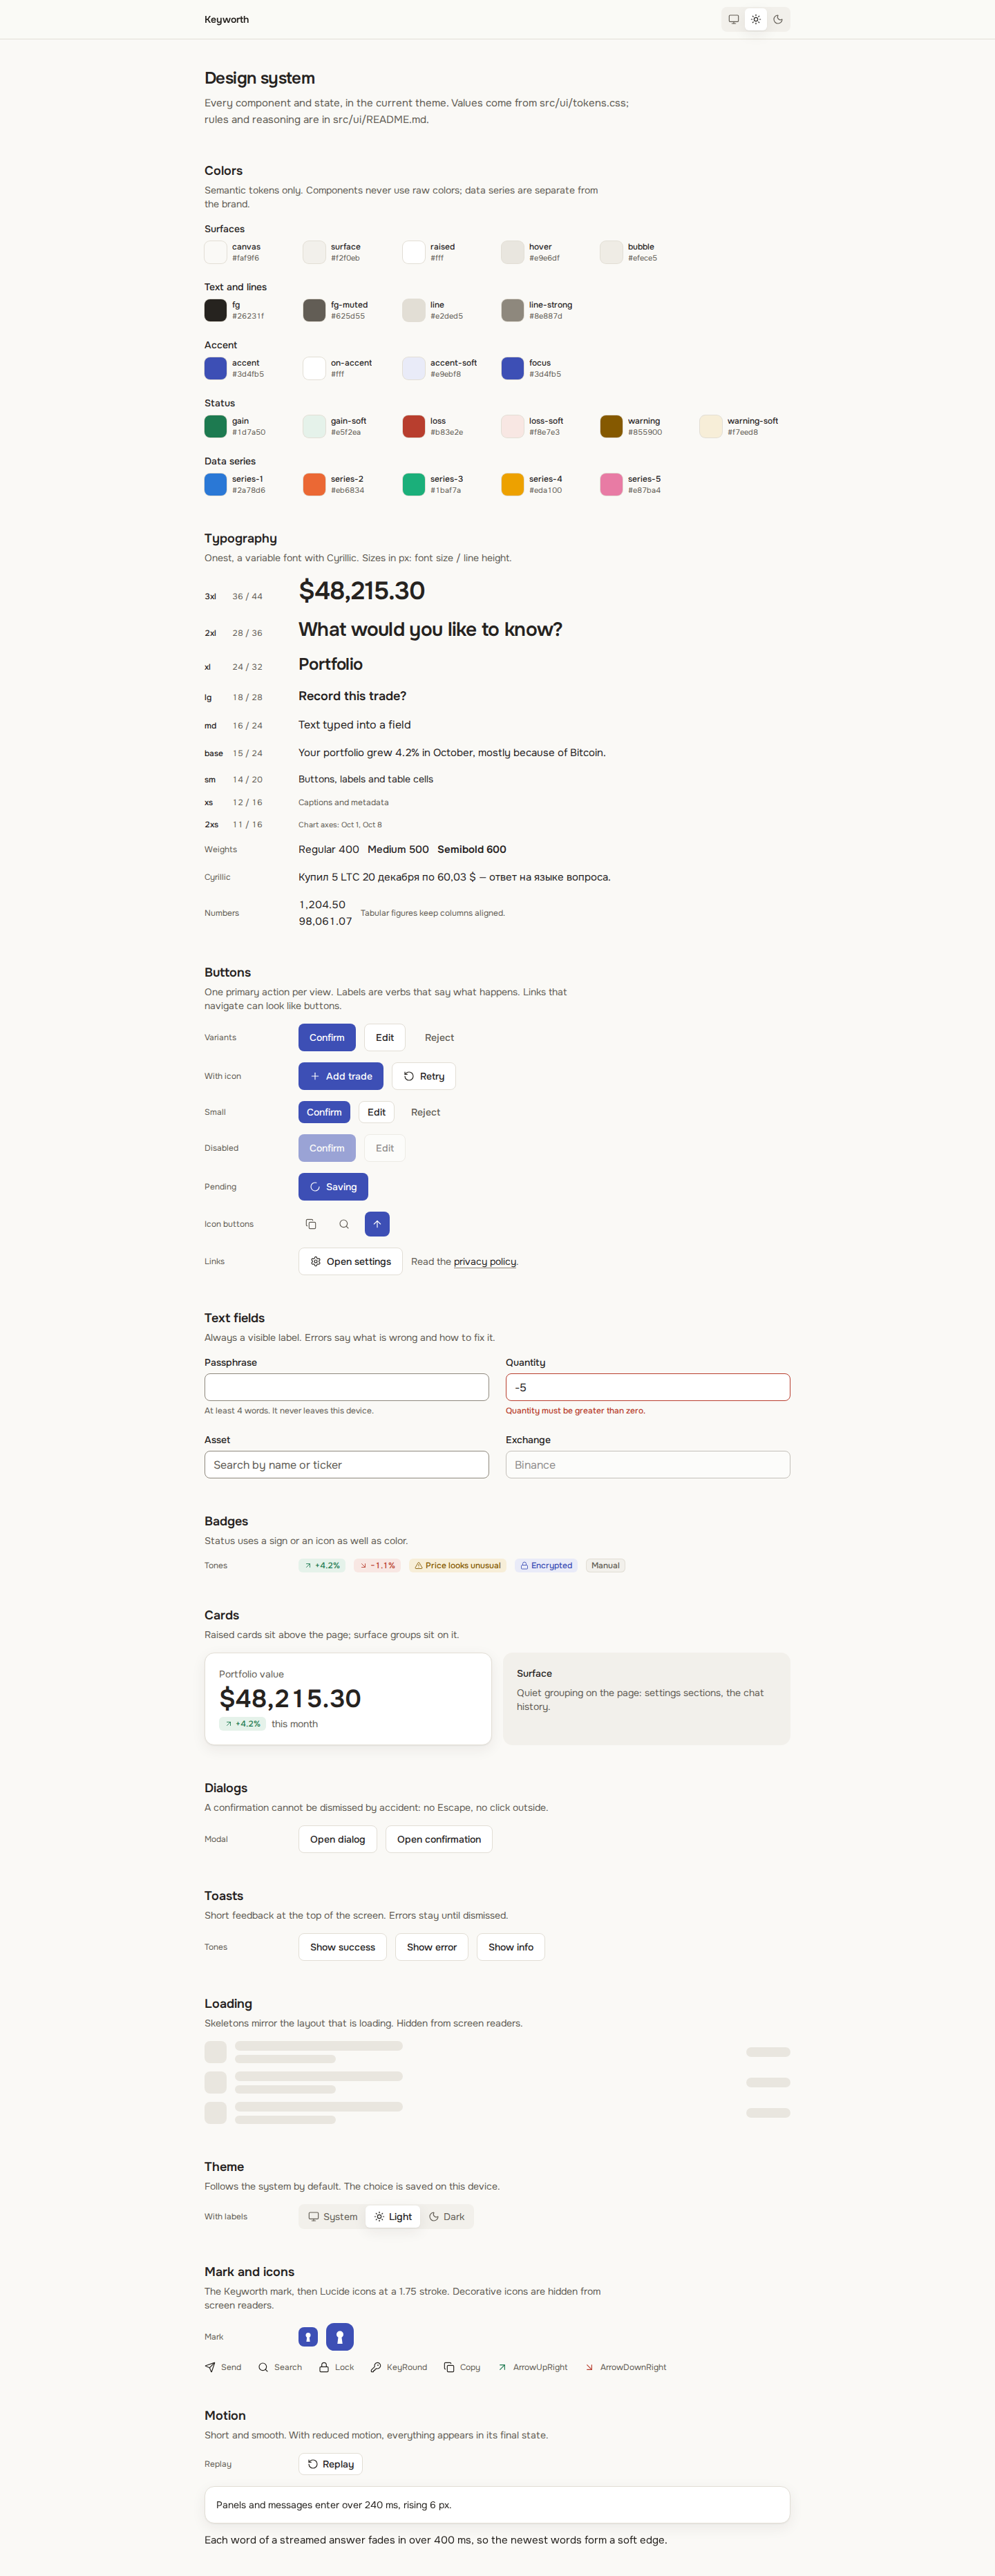 Keyworth
Design system
Every component and state, in the current theme. Values come from src/ui/tokens.css;
rules and reasoning are in src/ui/README.md.
Colors
Semantic tokens only. Components never use raw colors; data series are separate from
the brand.
Surfaces
canvas surface raised hover bubble
#faf9f6 #f2f0eb #fff #e9e6df #efece5
Text and lines
fg fg-muted line line-strong
#26231f #625d55 #e2ded5 #8e887d
Accent
accent on-accent accent-soft focus
#3d4fb5 #fff #e9ebf8 #3d4fb5
Status
gain gain-soft loss loss-soft warning warning-soft
#1d7a50 #e5f2ea #b83e2e #f8e7e3 #855900 #f7eed8
Data series
series-1 series-2 series-3 series-4 series-5
#2a78d6 #eb6834 #1baf7a #eda100 #e87ba4
Typography
Onest, a variable font with Cyrillic. Sizes in px: font size / line height.
3xl 36 / 44 $48,215.30
2xl 28 / 36 What would you like to know?
xl 24 / 32 Portfolio
lg 18 / 28 Record this trade?
md 16 / 24 Text typed into a field
base 15 / 24 Your portfolio grew 4.2% in October, mostly because of Bitcoin.
sm 14 / 20 Buttons, labels and table cells
xs 12 / 16 Captions and metadata
2xs 11 / 16 Chart axes: Oct 1, Oct 8
Weights Regular 400 Medium 500 Semibold 600
Cyrillic Купил 5 LTC 20 декабря по 60,03 $ — ответ на языке вопроса.
Numbers 1,204.50
98,061.07 Tabular figures keep columns aligned.
Buttons
One primary action per view. Labels are verbs that say what happens. Links that
navigate can look like buttons.
Variants Confirm Edit Reject
With icon Add trade Retry
Small Confirm Edit Reject
Disabled Confirm Edit
Pending Saving
Icon buttons
Links Open settings Read the privacy policy.
Text fields
Always a visible label. Errors say what is wrong and how to fix it.
Passphrase Quantity
-5
At least 4 words. It never leaves this device. Quantity must be greater than zero.
Asset Exchange
Search by name or ticker Binance
Badges
Status uses a sign or an icon as well as color.
Tones +4.2% −1.1% Price looks unusual Encrypted Manual
Cards
Raised cards sit above the page; surface groups sit on it.
Portfolio value
$48,215.30
+4.2% this month
Surface
Quiet grouping on the page: settings sections, the chat
history.
Dialogs
A confirmation cannot be dismissed by accident: no Escape, no click outside.
Modal Open dialog Open confirmation
Toasts
Short feedback at the top of the screen. Errors stay until dismissed.
Tones Show success Show error Show info
Loading
Skeletons mirror the layout that is loading. Hidden from screen readers.
Theme
Follows the system by default. The choice is saved on this device.
With labels System Light Dark
Mark and icons
The Keyworth mark, then Lucide icons at a 1.75 stroke. Decorative icons are hidden from
screen readers.
Mark
Send Search Lock KeyRound Copy ArrowUpRight ArrowDownRight
Motion
Short and smooth. With reduced motion, everything appears in its final state.
Replay Replay
Panels and messages enter over 240 ms, rising 6 px.
Each word of a streamed answer fades in over 400 ms, so the newest words form a soft edge.